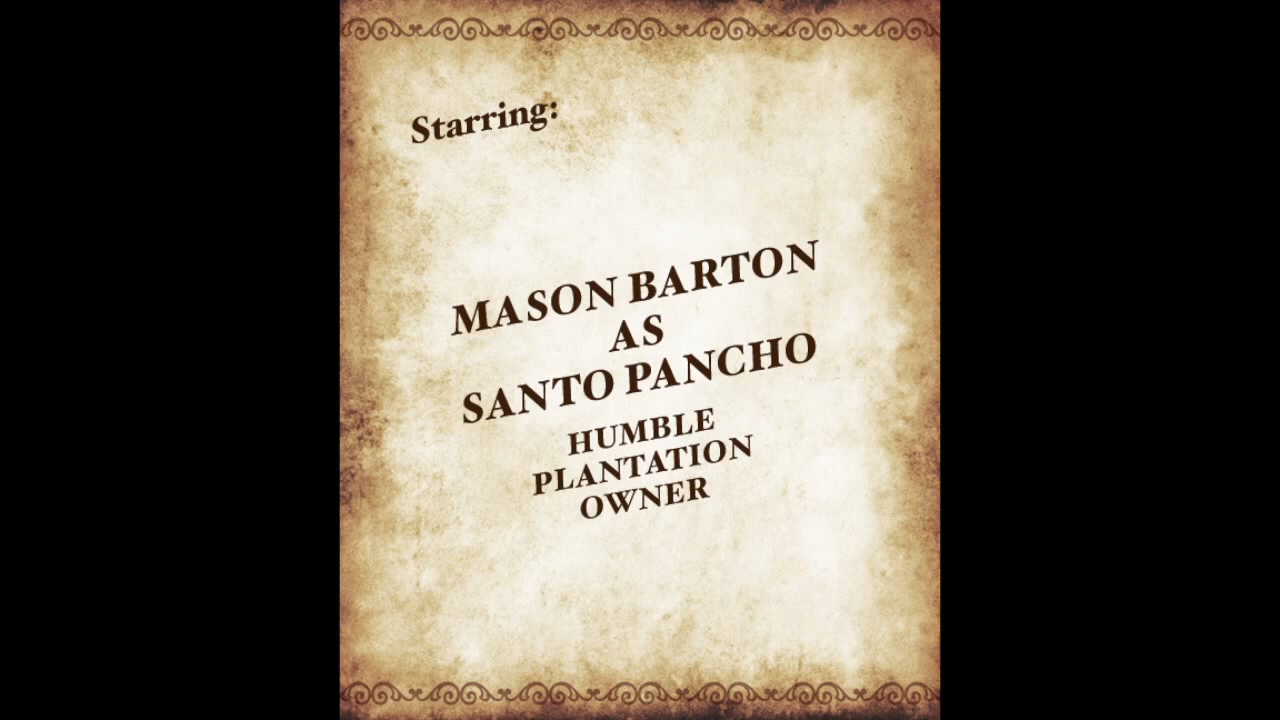 Starring:
MASON BARTON
AS
SANTO PANCHO
HUMBLE
PLANTATION
OWNER